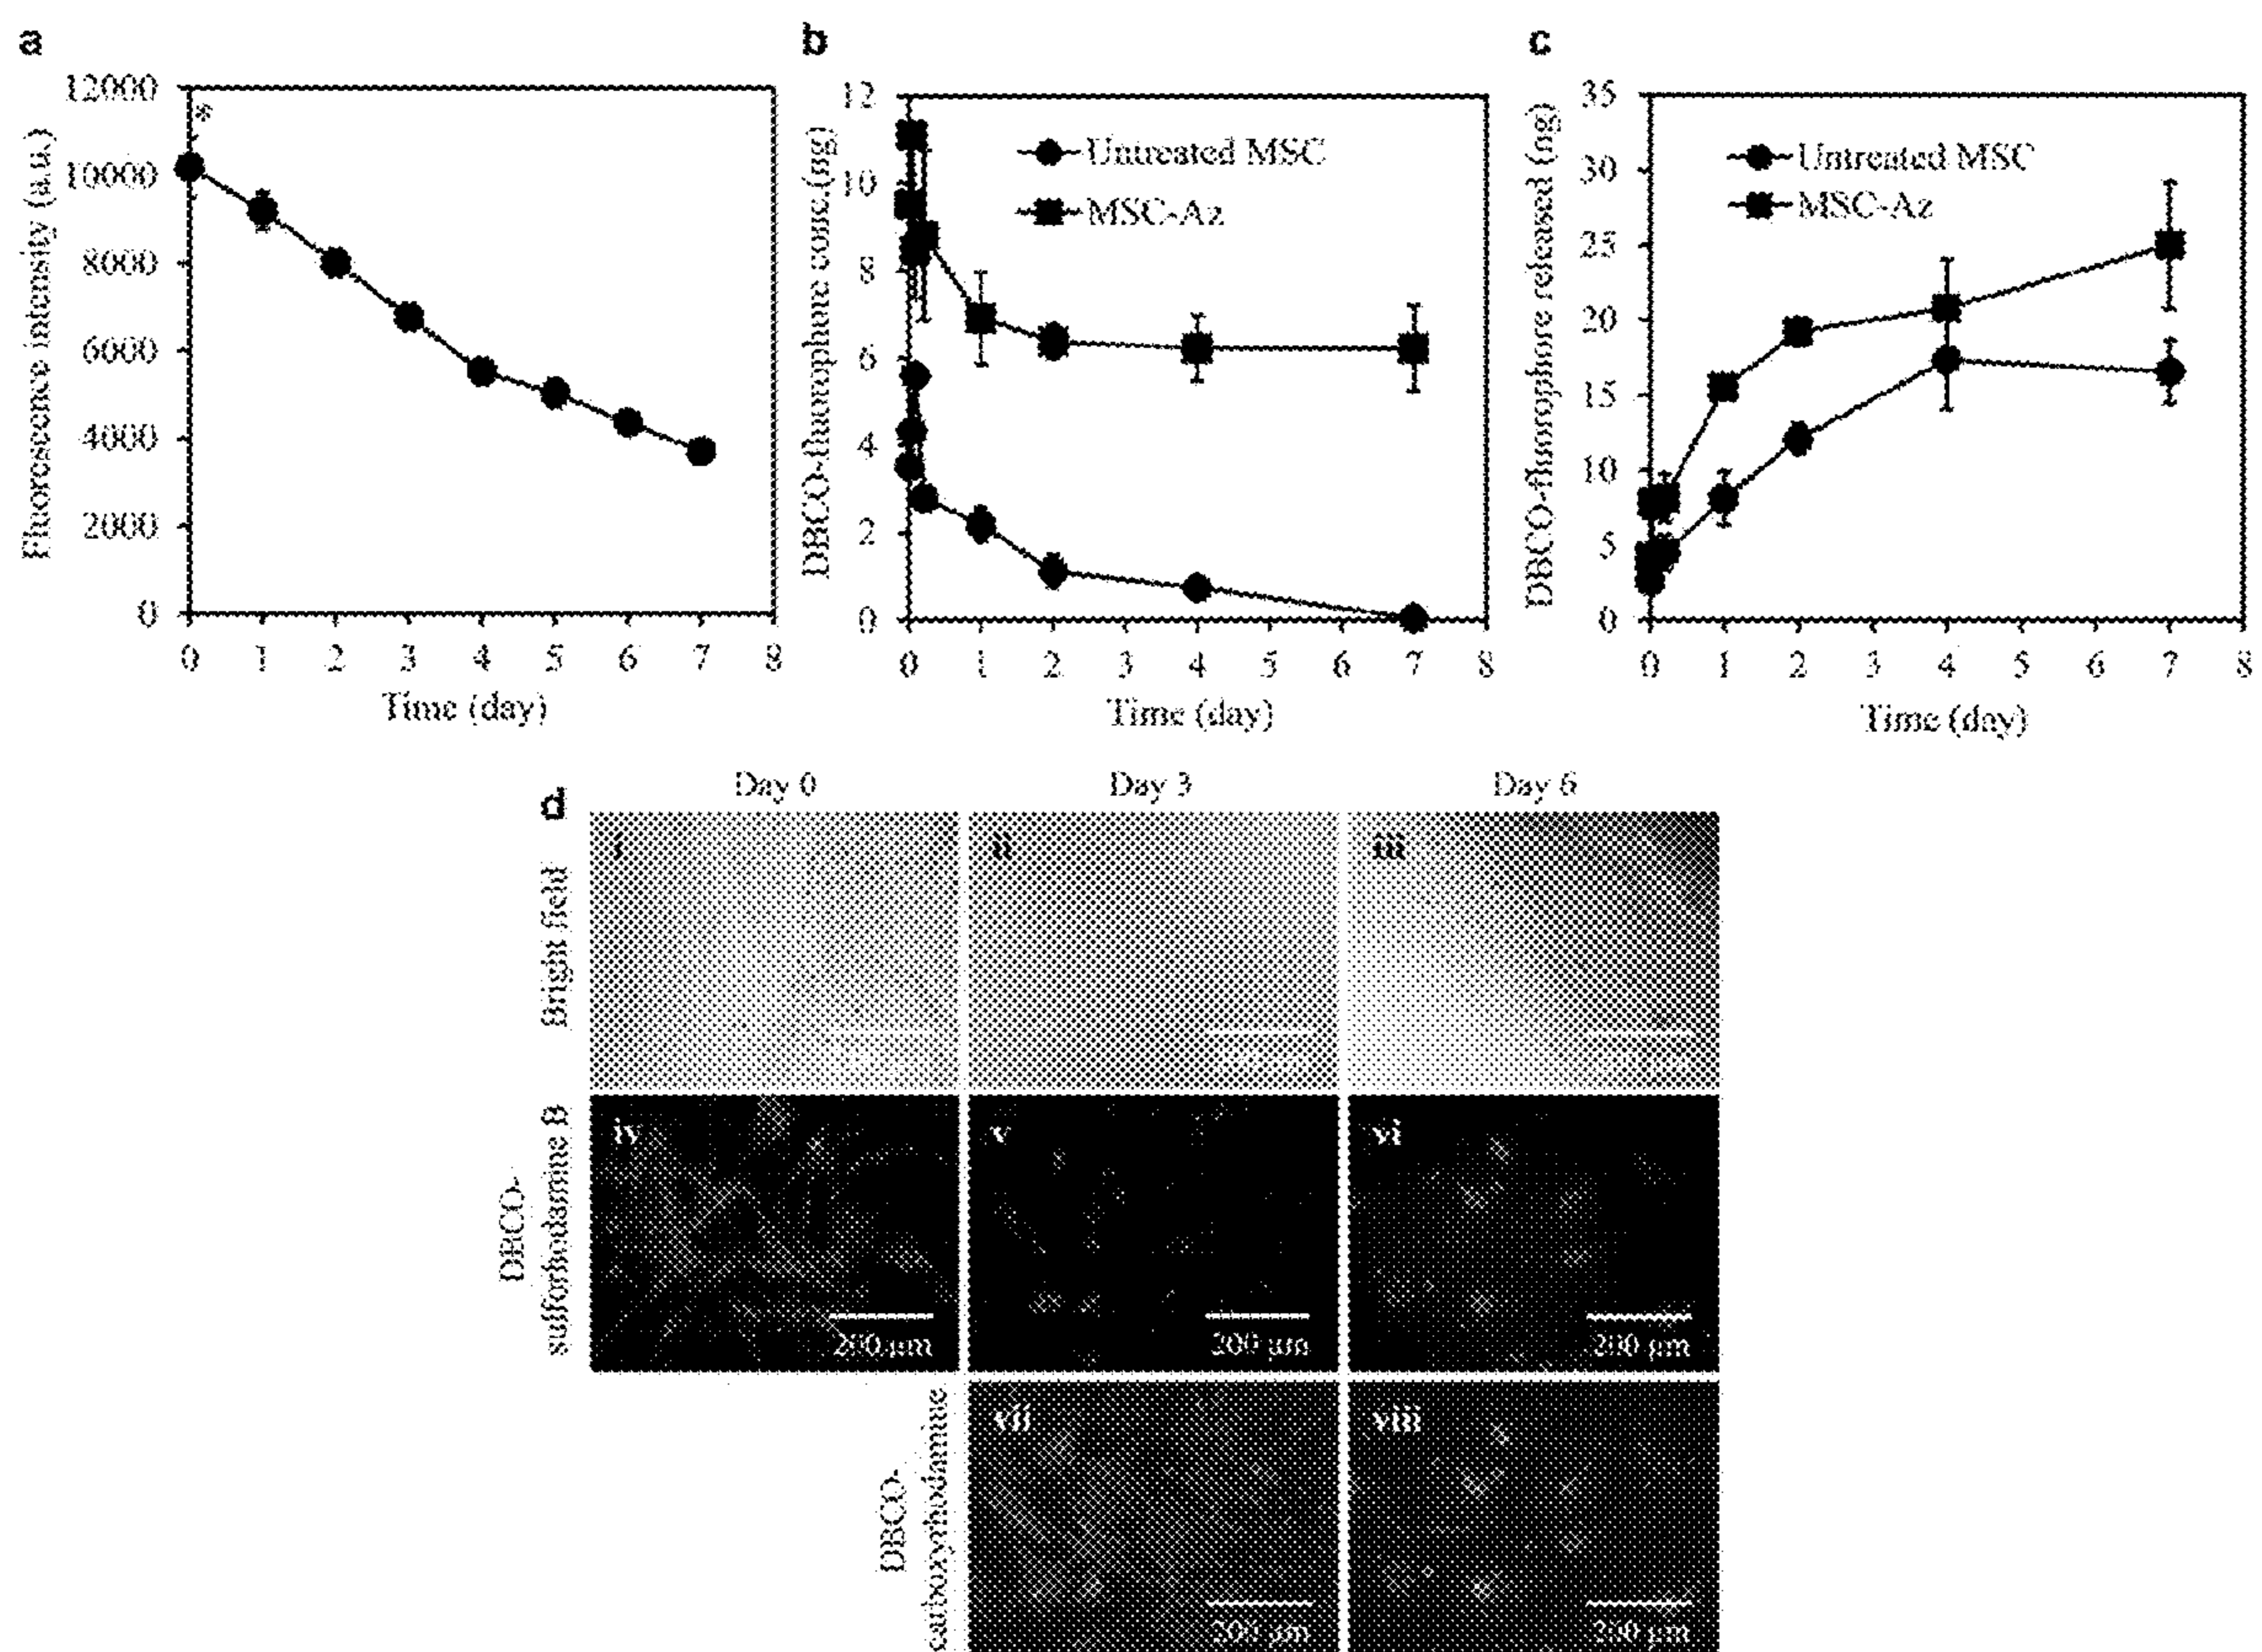 a
12000
10000
8000
6000
4000
2000
0
Fluorescence intensity (a.u.)
*
0 1 2 3 4 5 6 7 8
Time (day)
b
12
10
8
6
4
2
0
DBCO-fluorophore conc.(ng)
Untreated MSC
MSC-Az
0 1 2 3 4 5 6 7 8
Time (day)
c
35
30
25
20
15
10
5
0
DBCO-fluorophore released (ng)
Untreated MSC
MSC-Az
0 1 2 3 4 5 6 7 8
Time (day)
d
Day 0 Day 3 Day 6
Bright field
i ii iii
DBCO-
sulforhodamine B
iv v vi
200 µm 200 µm 200 µm
DBCO-
carboxyrhodamine
vii viii
200 µm 200 µm